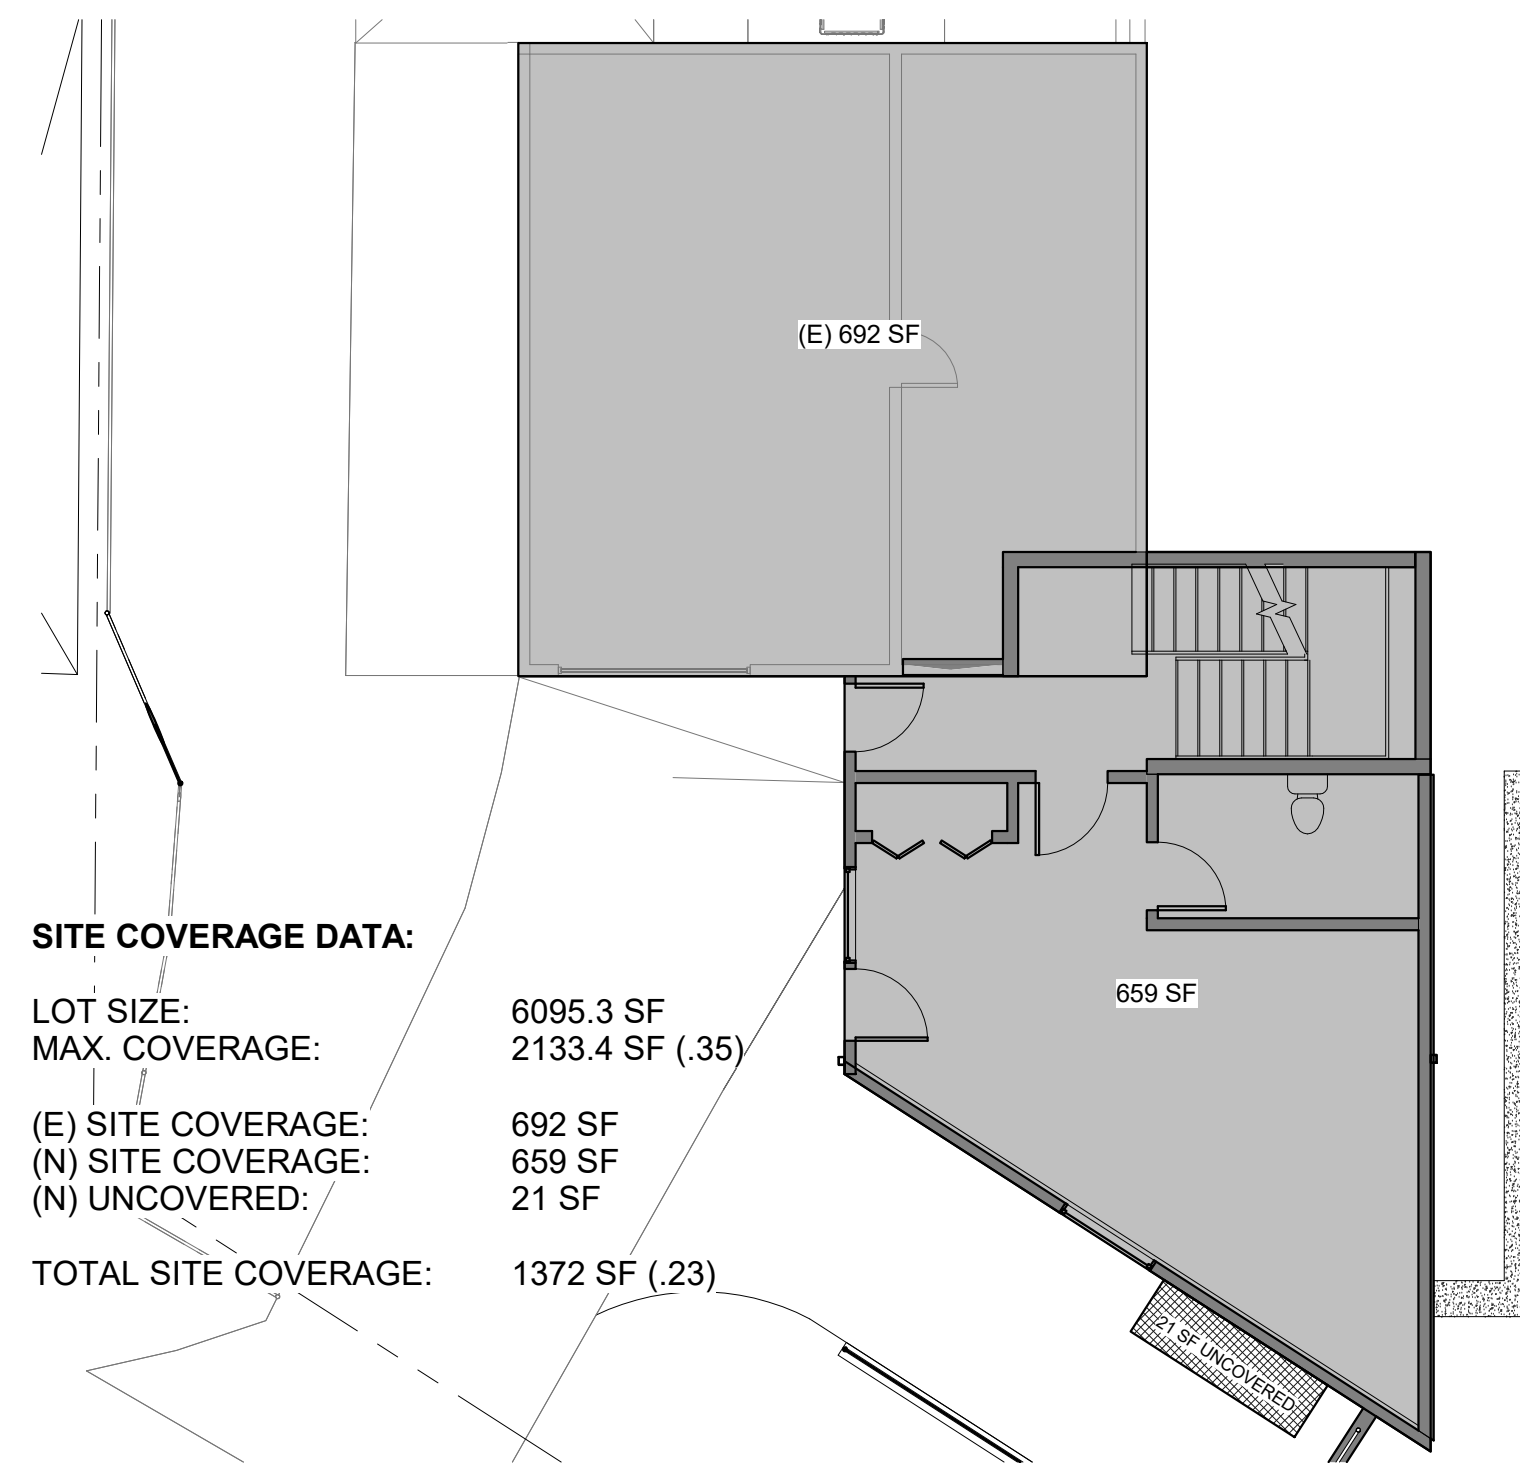 (E) 692 SF
SITE COVERAGE DATA:
LOT SIZE: 6095.3 SF
MAX. COVERAGE: 2133.4 SF (.35)
(E) SITE COVERAGE: 692 SF
(N) SITE COVERAGE: 659 SF
(N) UNCOVERED: 21 SF
TOTAL SITE COVERAGE: 1372 SF (.23)
659 SF
21 SF UNCOVERED